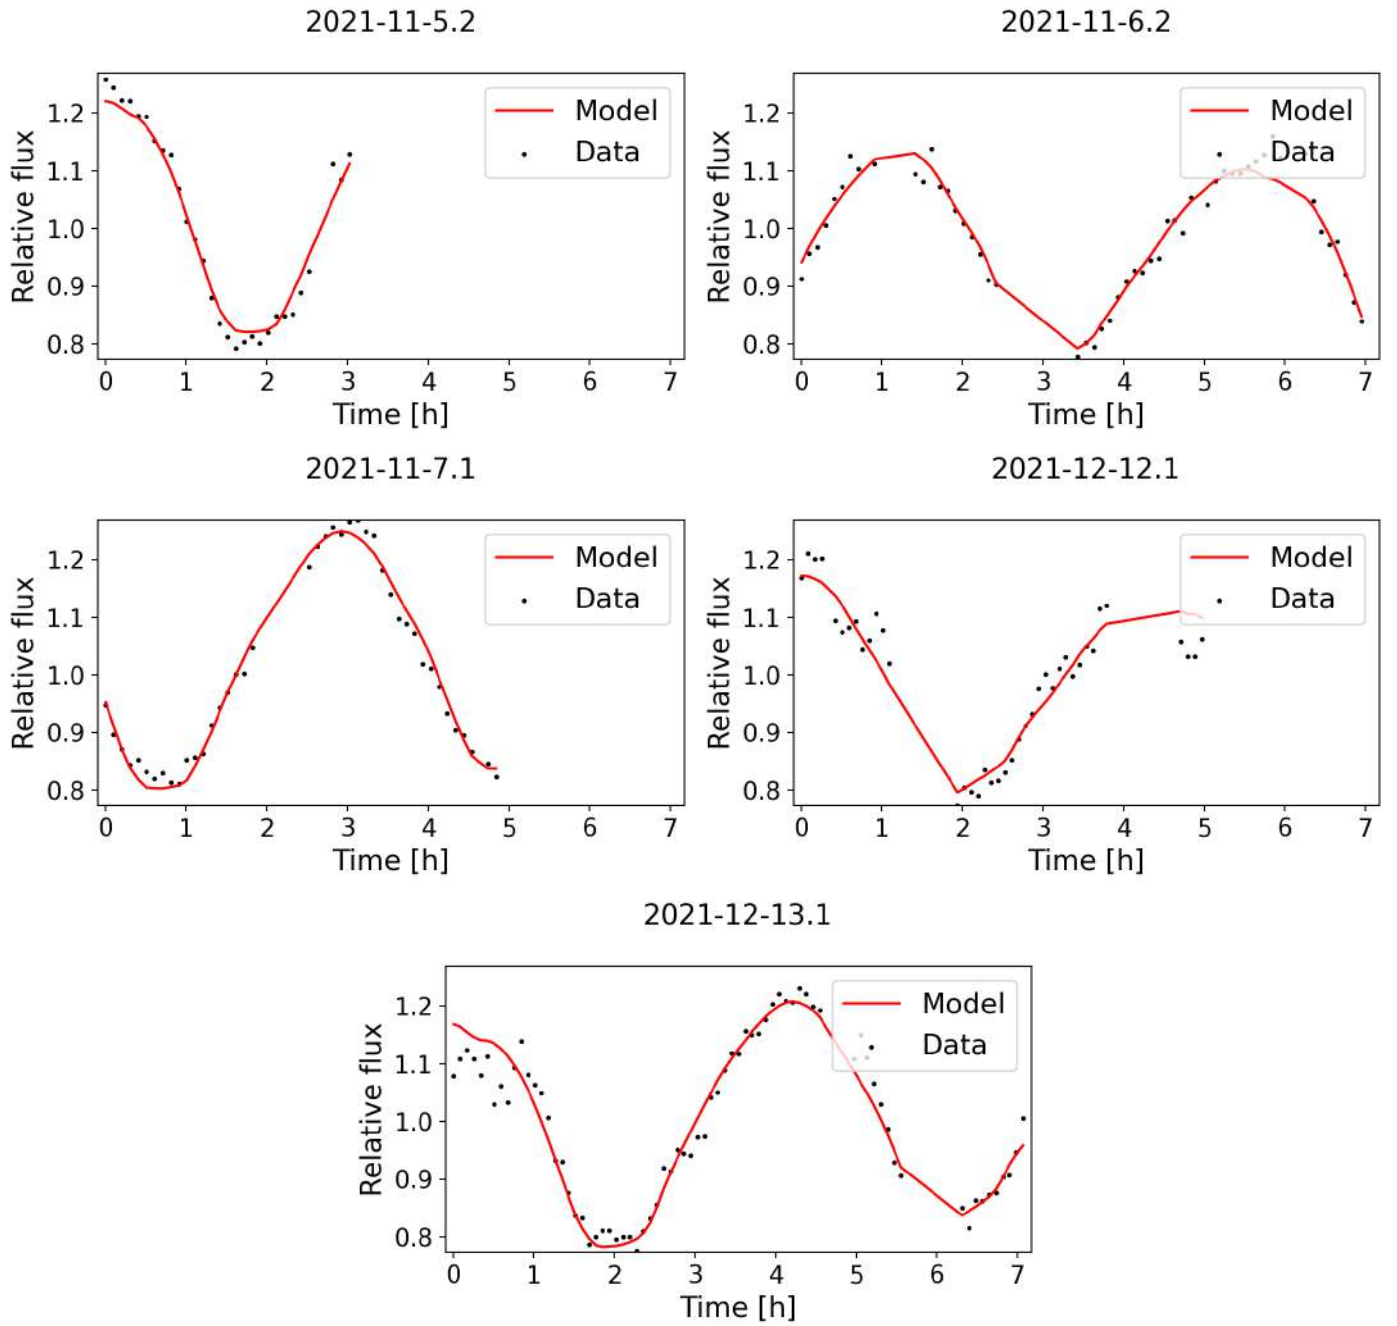 2021-11-5.2
Relative flux
1.2
1.1
1.0
0.9
0.8
Model
Data
0 1 2 3 4 5 6 7
Time [h]
2021-11-6.2
Relative flux
1.2
1.1
1.0
0.9
0.8
Model
Data
0 1 2 3 4 5 6 7
Time [h]
2021-11-7.1
Relative flux
1.2
1.1
1.0
0.9
0.8
Model
Data
0 1 2 3 4 5 6 7
Time [h]
2021-12-12.1
Relative flux
1.2
1.1
1.0
0.9
0.8
Model
Data
0 1 2 3 4 5 6 7
Time [h]
2021-12-13.1
Relative flux
1.2
1.1
1.0
0.9
0.8
Model
Data
0 1 2 3 4 5 6 7
Time [h]